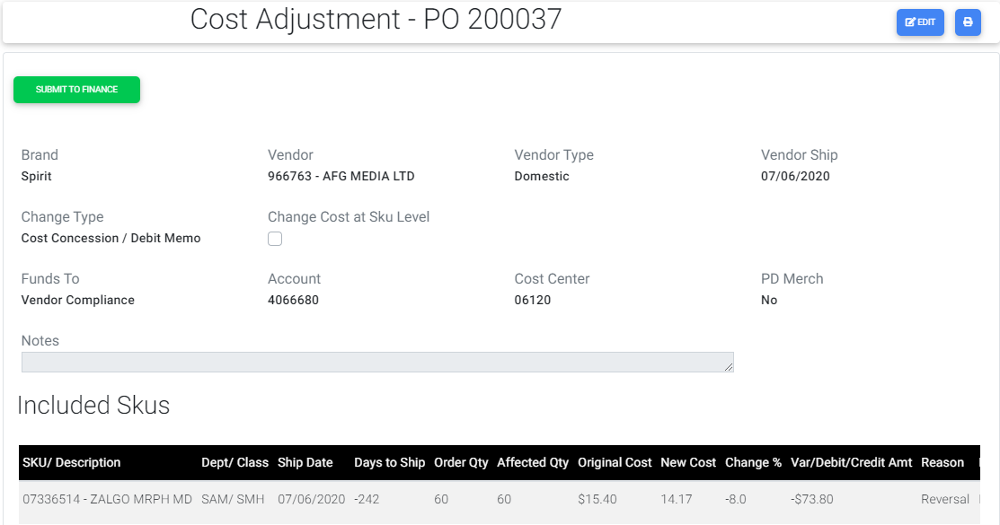 Cost Adjustment - PO 200037
EDIT
SUBMIT TO FINANCE
Brand Vendor Vendor Type Vendor Ship
Spirit 966763 - AFG MEDIA LTD Domestic 07/06/2020
Change Type Change Cost at Sku Level
Cost Concession / Debit Memo
Funds To Account Cost Center PD Merch
Vendor Compliance 4066680 06120 No
Notes
Included Skus
SKU/ Description Dept/ Class Ship Date Days to Ship Order Qty Affected Qty Original Cost New Cost Change % Var/Debit/Credit Amt Reason
07336514 - ZALGO MRPH MD SAM/ SMH 07/06/2020 -242 60 60 $15.40 14.17 -8.0 -$73.80 Reversal